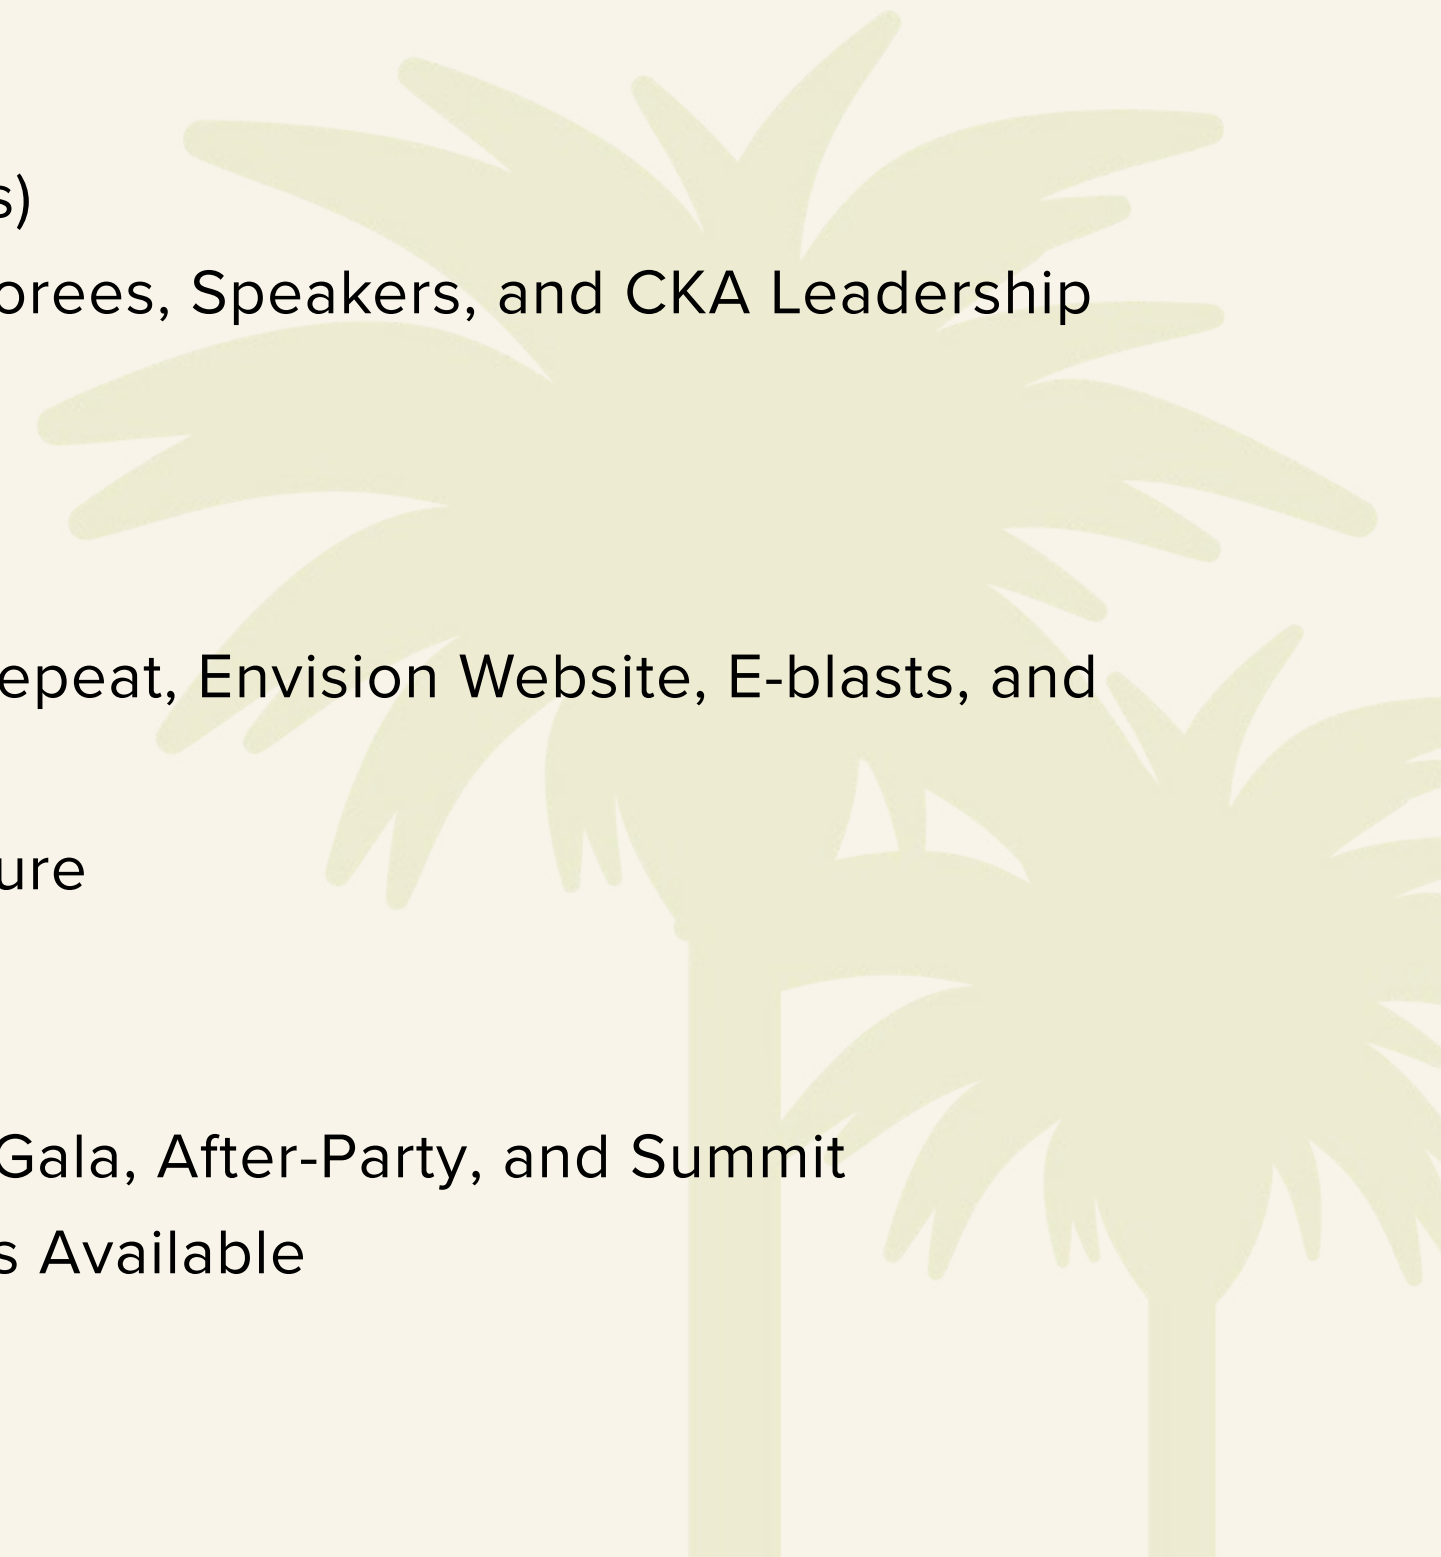 s)
orees, Speakers, and CKA Leadership
epeat, Envision Website, E-blasts, and
ure
Gala, After-Party, and Summit
s Available